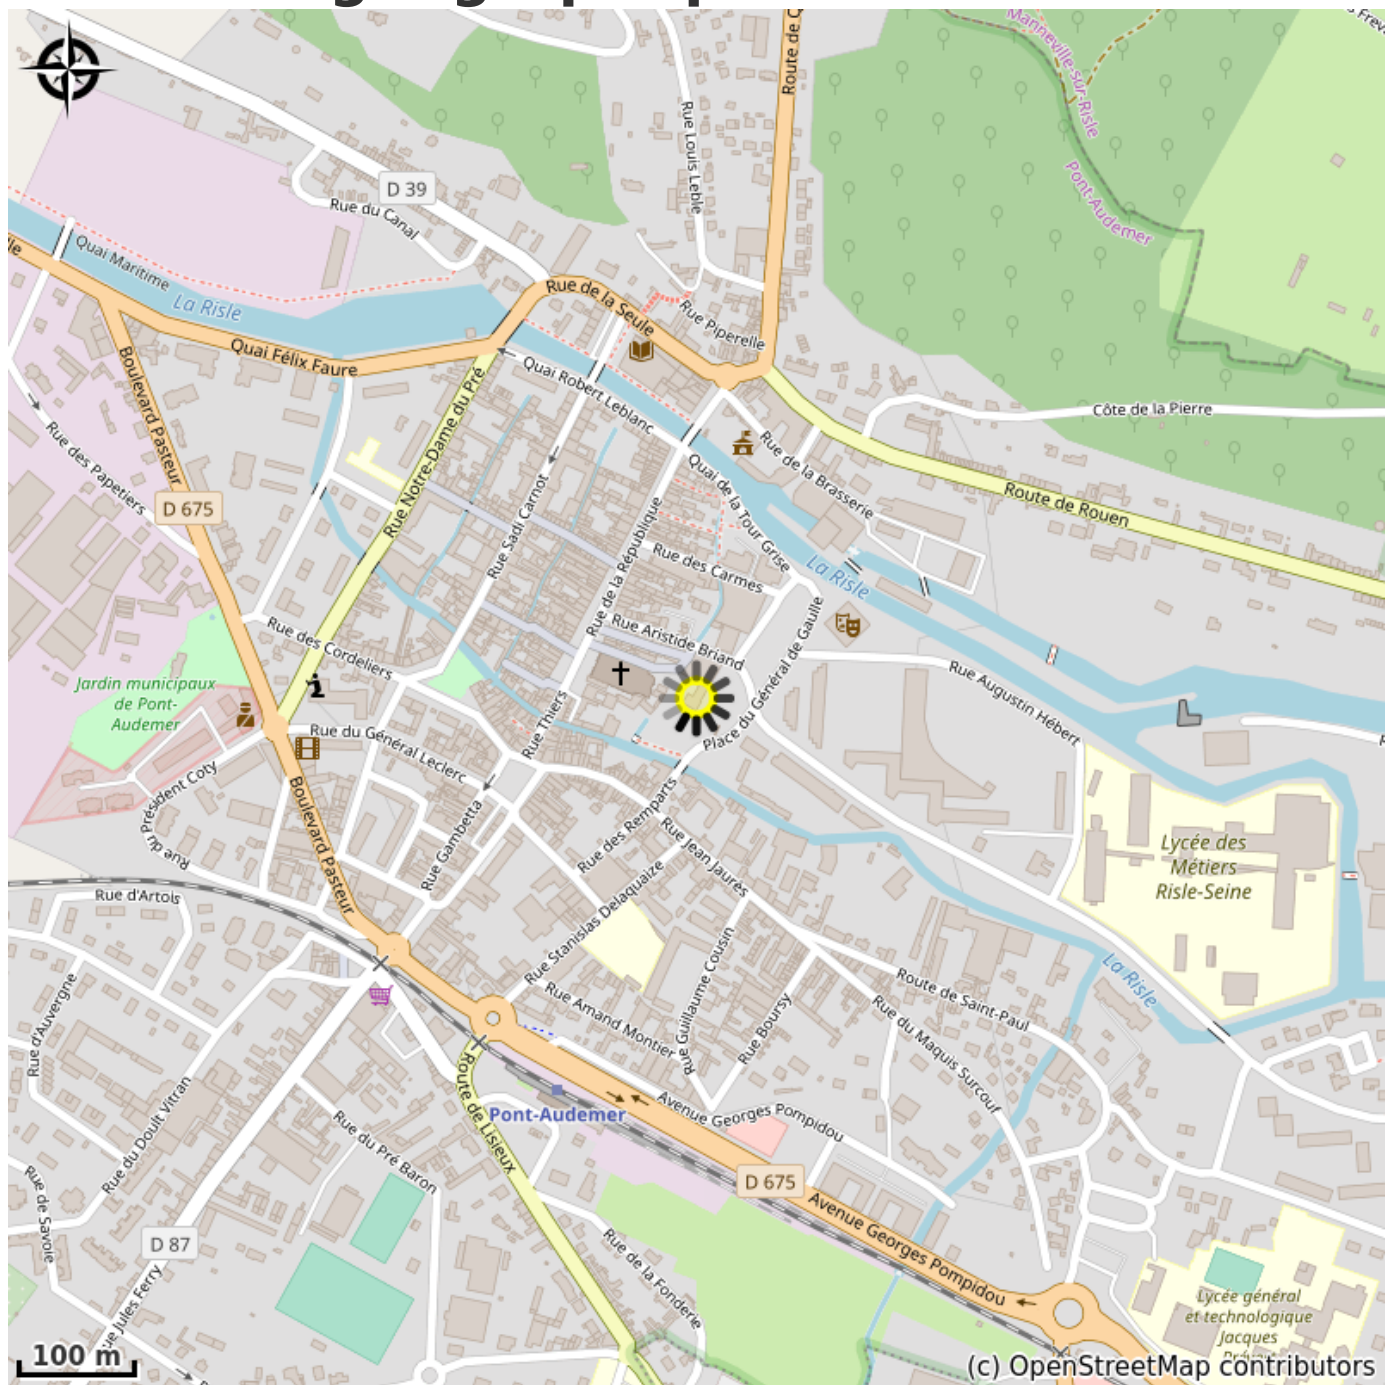 Route de C
Manneville-sur-Risle
Pont-Audemer
Rue Louis Leble
D 39
Rue du Canal
Quai Maritime
La Risle
Rue de la Seule
Rue Piperelle
Quai Félix Faure
Boulevard Pasteur
Quai Robert Leblanc
Côte de la Pierre
Rue des Papetiers
Rue Notre-Dame du Pré
Rue de la Brasserie
Quai de la Tour Grise
Route de Rouen
D 675
Rue Sadi Carnot
Rue de la République
Rue des Carmes
La Risle
Rue Aristide Briand
Rue des Cordeliers
Place du Général de Gaulle
Rue Augustin Hébert
Jardin municipaux
de Pont-
Audemer
Rue du Général Leclerc
Rue Thiers
Rue du Président Coty
Boulevard Pasteur
Rue Gambetta
Rue des Remparts
Rue Jean Jaurès
Lycée des
Métiers
Risle-Seine
Rue d'Artois
Rue Stanislas Delaquaize
Rue Guillaume Cousin
La Risle
Rue d'Auvergne
Rue Amand Montier
Rue Boursy
Route de Saint-Paul
Rue du Maquis Surcouf
Rue du Doult Vitran
Route de Lisieux
Pont-Audemer
Avenue Georges Pompidou
Rue du Pré Baron
Rue de Savoie
D 675
Avenue Georges Pompidou
D 87
Rue de la Fonderie
ue Jules Ferry
Lycée général
et technologique
Jacques
100 m
(c) OpenStreetMap contributors